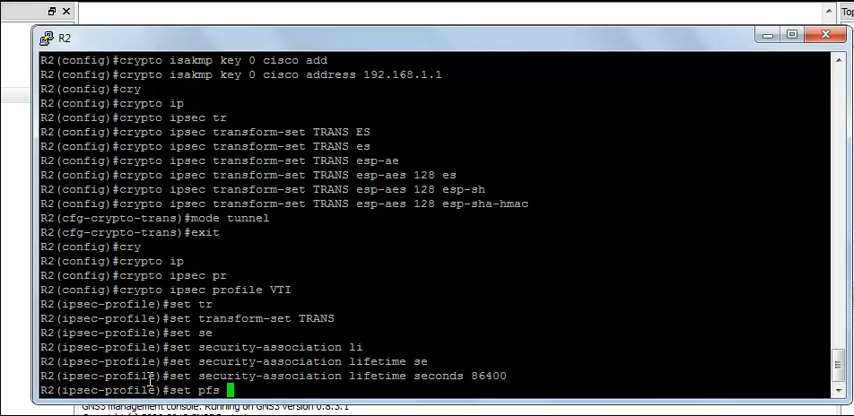 Top
R2
R2(config)#crypto isakmp key 0 cisco add
R2(config)#crypto isakmp key 0 cisco address 192.168.1.1
R2(config)#cry
R2(config)#crypto ip
R2(config)#crypto ipsec tr
R2(config)#crypto ipsec transform-set TRANS ES
R2(config)#crypto ipsec transform-set TRANS es
R2(config)#crypto ipsec transform-set TRANS esp-ae
R2(config)#crypto ipsec transform-set TRANS esp-aes 128 es
R2(config)#crypto ipsec transform-set TRANS esp-aes 128 esp-sh
R2(config)#crypto ipsec transform-set TRANS esp-aes 128 esp-sha-hmac
R2(cfg-crypto-trans)#mode tunnel
R2(cfg-crypto-trans)#exit
R2(config)#cry
R2(config)#crypto ip
R2(config)#crypto ipsec pr
R2(config)#crypto ipsec profile VTI
R2(ipsec-profile)#set tr
R2(ipsec-profile)#set transform-set TRANS
R2(ipsec-profile)#set se
R2(ipsec-profile)#set security-association li
R2(ipsec-profile)#set security-association lifetime se
R2(ipsec-profile)#set security-association lifetime seconds 86400
R2(ipsec-profile)#set pfs
GNS3 management console. Running on GNS3 version 0.8.3.1